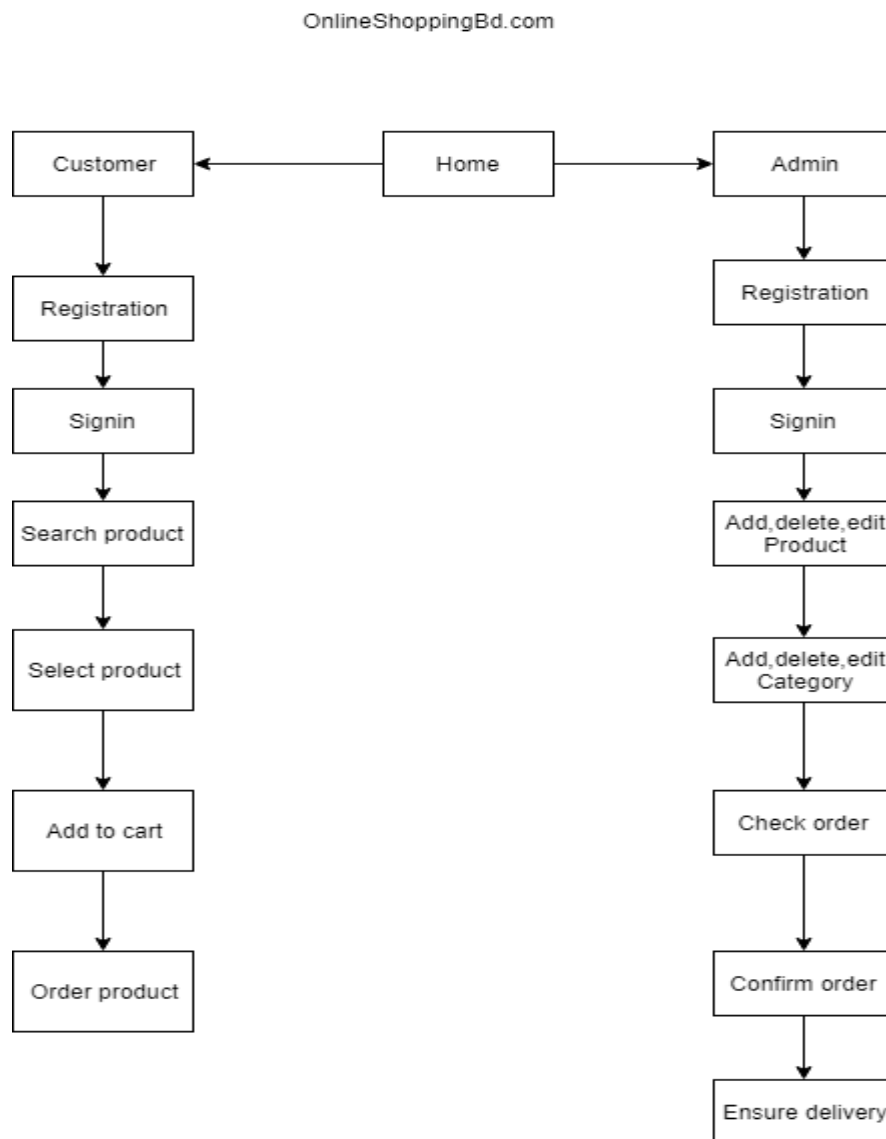 OnlineShoppingBd.com
Customer
Home
Admin
Registration
Registration
Signin
Signin
Search product
Add,delete,edit
Product
Select product
Add,delete,edit
Category
Add to cart
Check order
Order product
Confirm order
Ensure delivery